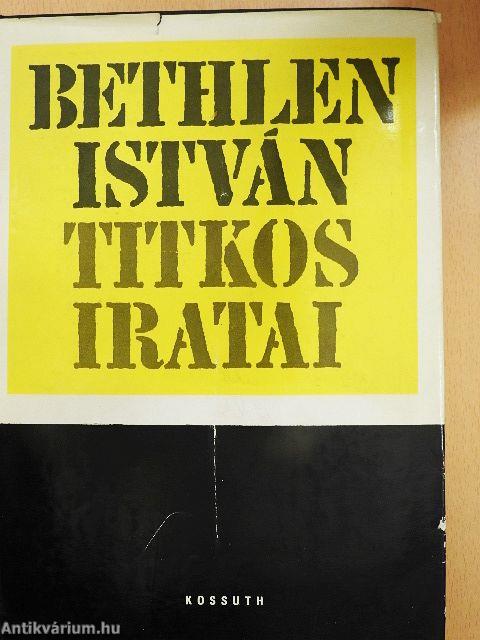 BETHLEN
ISTVÁN
TITKOS
IRATAI
KOSSUTH
Antikvárium.hu